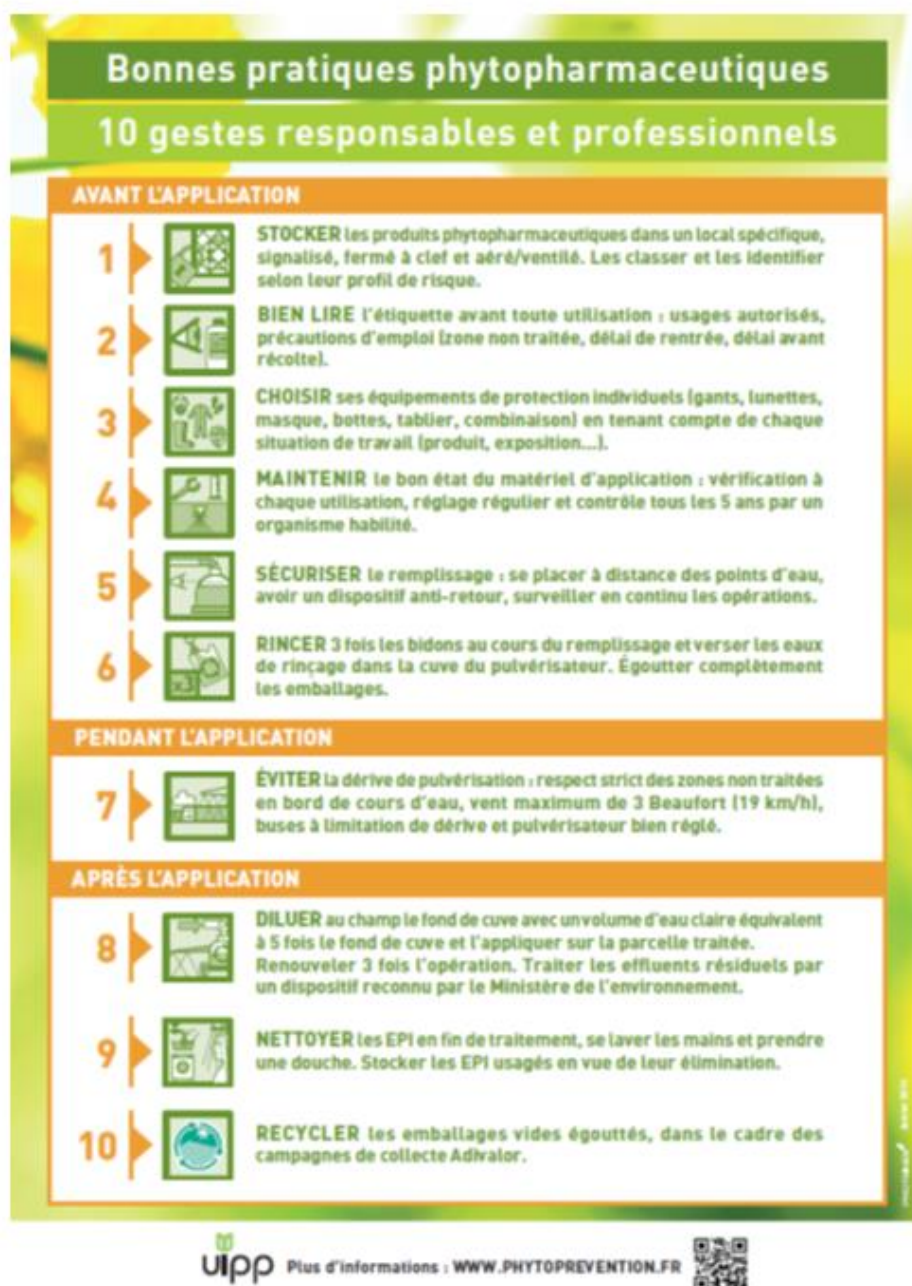 Bonnes pratiques phytopharmaceutiques
10 gestes responsables et professionnels
AVANT L'APPLICATION
1
STOCKER les produits phytopharmaceutiques dans un local spécifique,
signalisé, fermé à clef et aéré/ventilé. Les classer et les identifier
selon leur profil de risque.
2
BIEN LIRE l'étiquette avant toute utilisation : usages autorisés,
précautions d'emploi (zone non traitée, délai de rentrée, délai avant
récolte).
3
CHOISIR ses équipements de protection individuels (gants, lunettes,
masque, bottes, tablier, combinaison) en tenant compte de chaque
situation de travail (produit, exposition...).
4
MAINTENIR le bon état du matériel d'application : vérification à
chaque utilisation, réglage régulier et contrôle tous les 5 ans par un
organisme habilité.
5
SÉCURISER le remplissage : se placer à distance des points d'eau,
avoir un dispositif anti-retour, surveiller en continu les opérations.
6
x3
RINCER 3 fois les bidons au cours du remplissage et verser les eaux
de rinçage dans la cuve du pulvérisateur. Égoutter complètement
les emballages.
PENDANT L'APPLICATION
7
ÉVITER la dérive de pulvérisation : respect strict des zones non traitées
en bord de cours d'eau, vent maximum de 3 Beaufort (19 km/h),
buses à limitation de dérive et pulvérisateur bien réglé.
APRÈS L'APPLICATION
8
DILUER au champ le fond de cuve avec un volume d'eau claire équivalent
à 5 fois le fond de cuve et l'appliquer sur la parcelle traitée.
Renouveler 3 fois l'opération. Traiter les effluents résiduels par
un dispositif reconnu par le Ministère de l'environnement.
9
NETTOYER les EPI en fin de traitement, se laver les mains et prendre
une douche. Stocker les EPI usagés en vue de leur élimination.
10
RECYCLER les emballages vides égouttés, dans le cadre des
campagnes de collecte Adivalor.
uipp Plus d'informations : WWW.PHYTOPREVENTION.FR